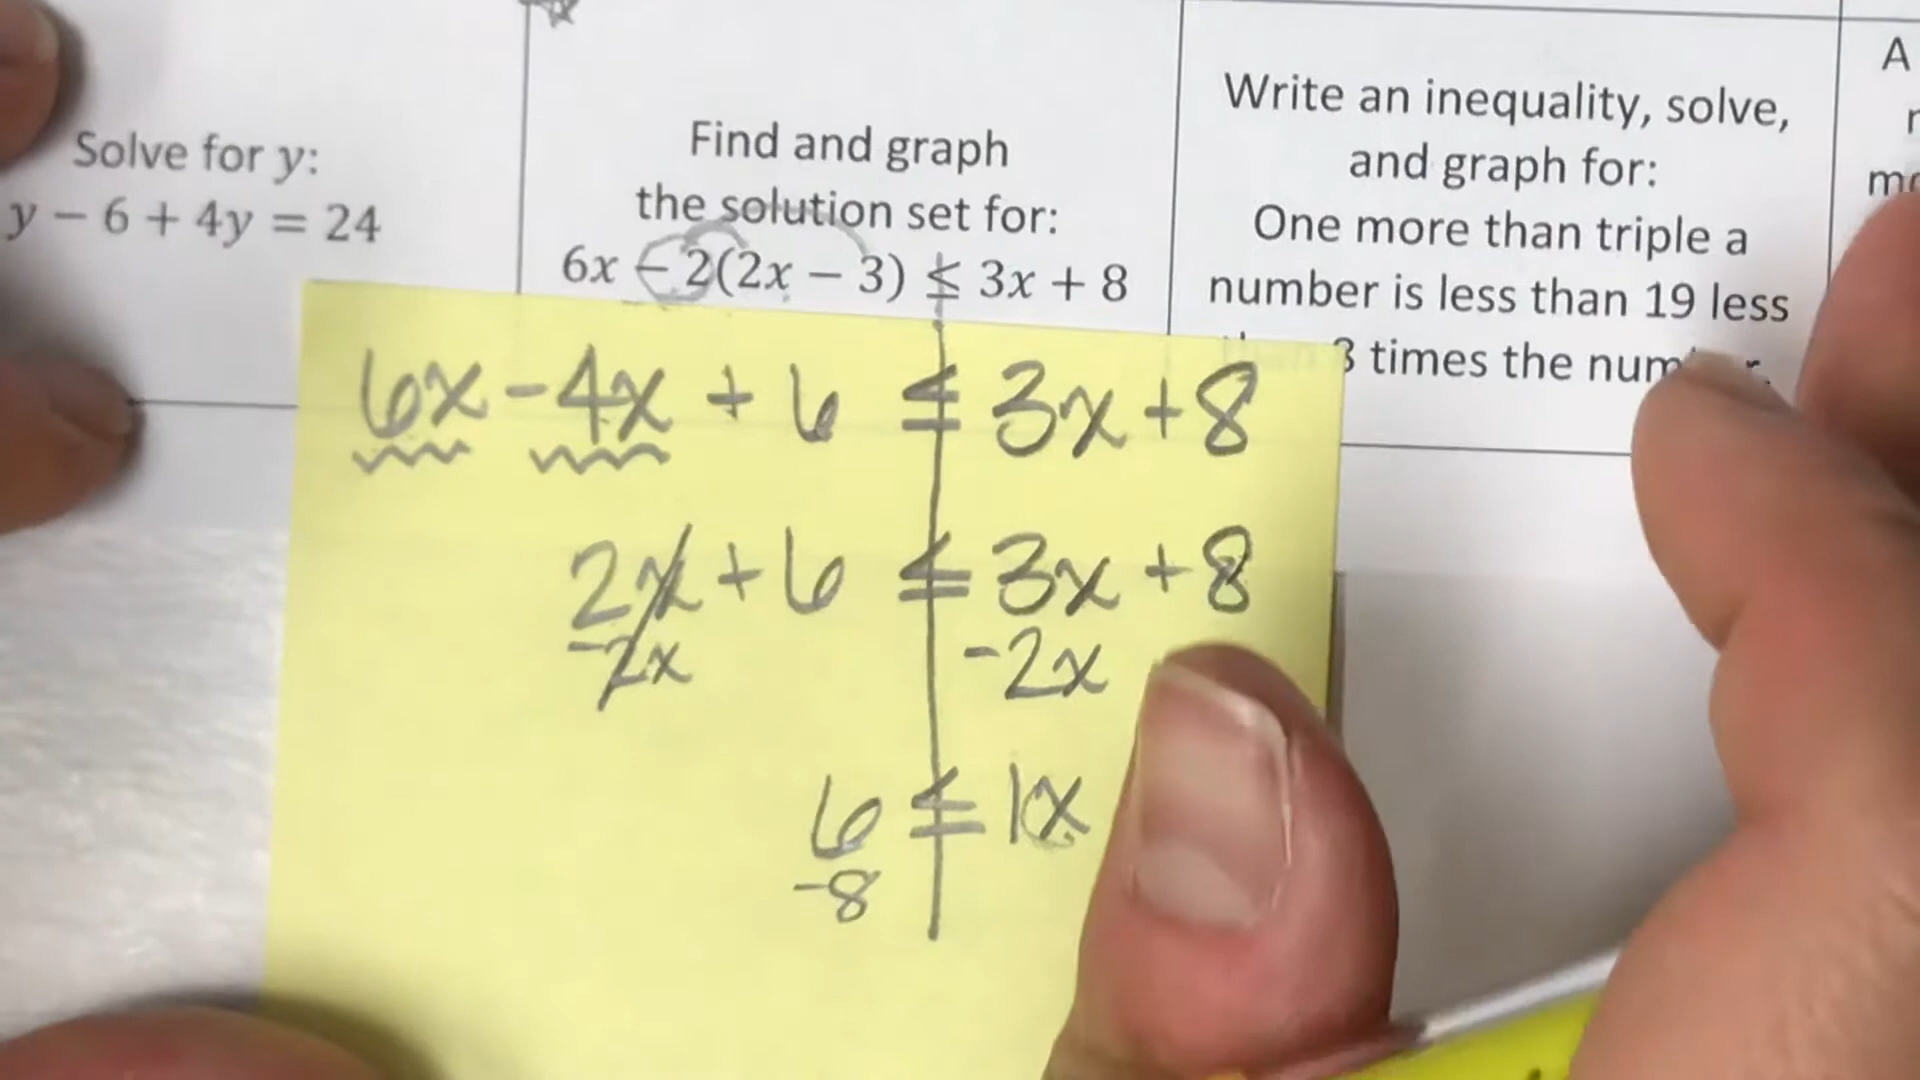 Solve for y:
y − 6 + 4y = 24
Find and graph
the solution set for:
6x − 2(2x − 3) ≤ 3x + 8
Write an inequality, solve,
and graph for:
One more than triple a
number is less than 19 less
3 times the
A
6x - 4x + 6 ≤ 3x + 8
2x + 6 ≤ 3x + 8
-2x -2x
6 ≤ 1x
-8